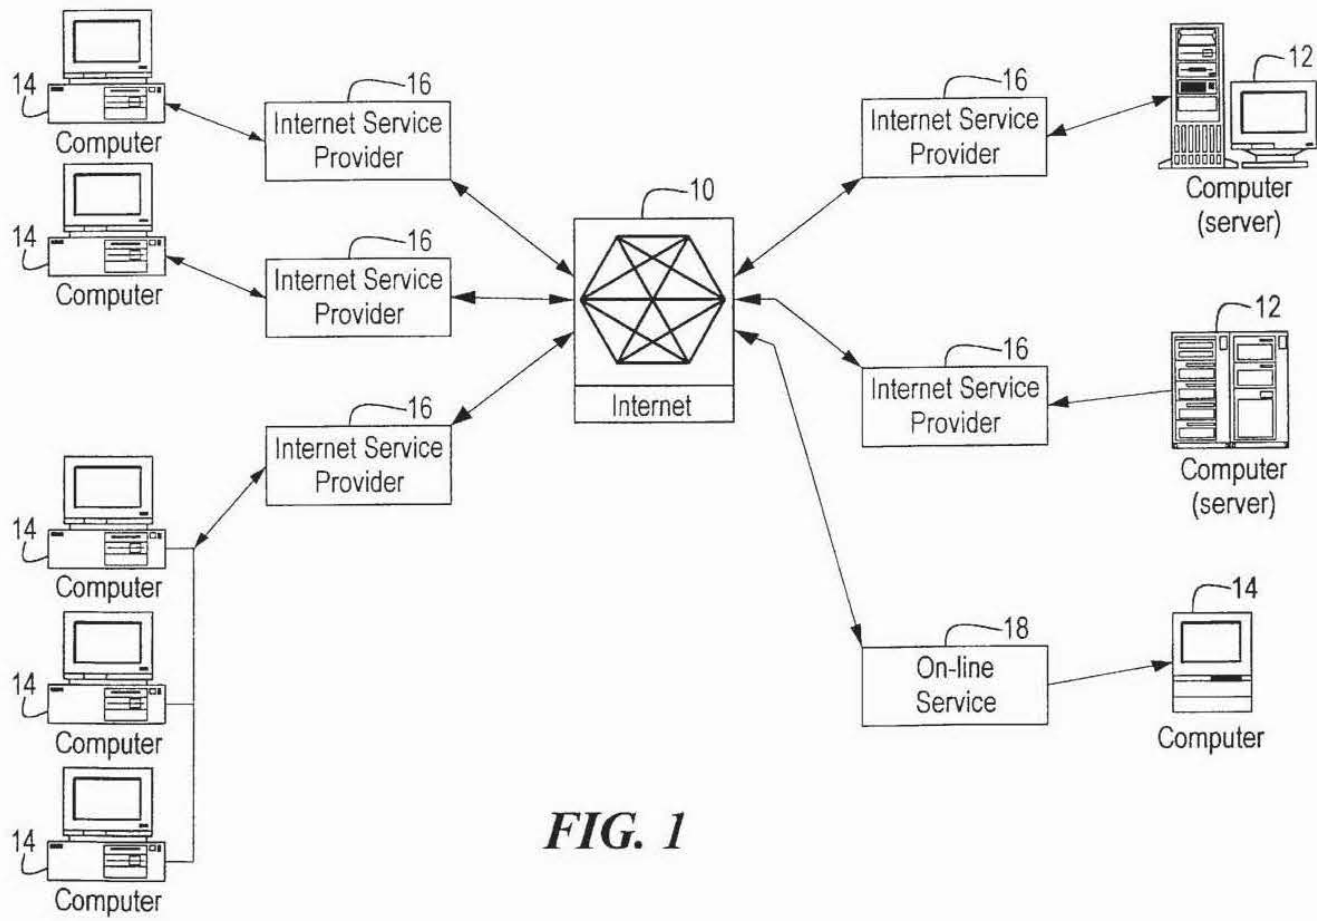 14
Computer
14
Computer
16
Internet Service
Provider
16
Internet Service
Provider
16
Internet Service
Provider
14
Computer
14
Computer
14
Computer
10
Internet
16
Internet Service
Provider
12
Computer
(server)
16
Internet Service
Provider
12
Computer
(server)
18
On-line
Service
14
Computer
FIG. 1